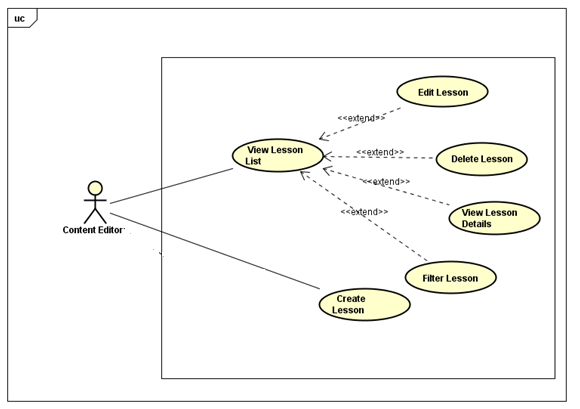 uc
Edit Lesson
<<extend>>
View Lesson
List
<<extend>>
Delete Lesson
<<extend>>
View Lesson
Details
<<extend>>
Content Editor
Filter Lesson
Create
Lesson